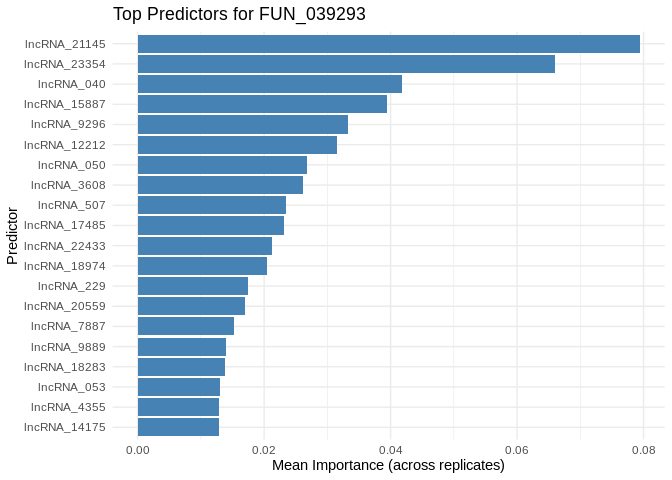 Top Predictors for FUN_039293
Predictor
lncRNA_21145
lncRNA_23354
lncRNA_040
lncRNA_15887
lncRNA_9296
lncRNA_12212
lncRNA_050
lncRNA_3608
lncRNA_507
lncRNA_17485
lncRNA_22433
lncRNA_18974
lncRNA_229
lncRNA_20559
lncRNA_7887
lncRNA_9889
lncRNA_18283
lncRNA_053
lncRNA_4355
lncRNA_14175
0.00 0.02 0.04 0.06 0.08
Mean Importance (across replicates)